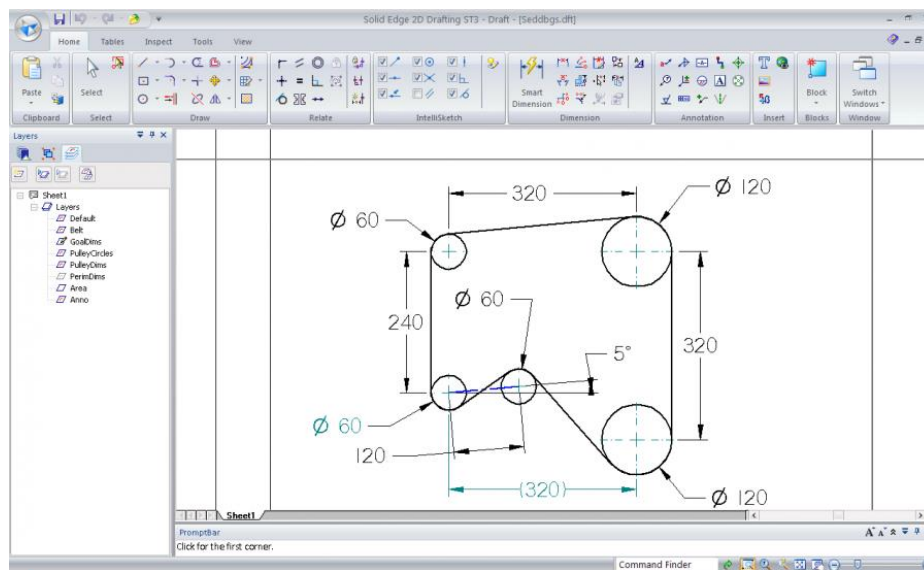 Solid Edge 2D Drafting ST3 - Draft - [Seddbgs.dft]
Home Tables Inspect Tools View
Paste
Select
Smart Dimension
Block
Switch Windows
Clipboard Select Draw Relate IntelliSketch Dimension Annotation Insert Blocks Window
Layers
Sheet1
Layers
Default
Belt
GoalDims
PulleyCircles
PulleyDims
PerimDims
Area
Anno
320
Ø 120
Ø 60
Ø 60
240
5°
320
Ø 60
120
(320)
Ø 120
Sheet1
PromptBar
Click for the first corner.
Command Finder